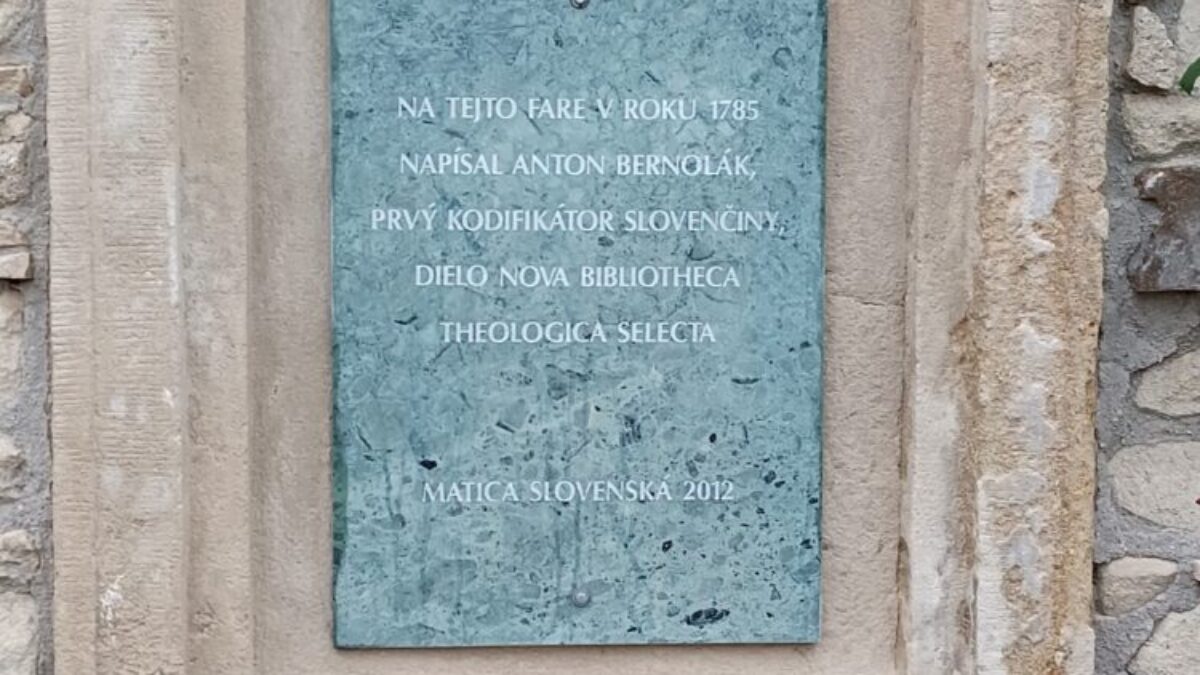 NA TEJTO FARE V ROKU 1785
NAPÍSAL ANTON BERNOLÁK,
PRVÝ KODIFIKÁTOR SLOVENČINY,
DIELO NOVA BIBLIOTHECA
THEOLOGICA SELECTA
MATICA SLOVENSKÁ 2012